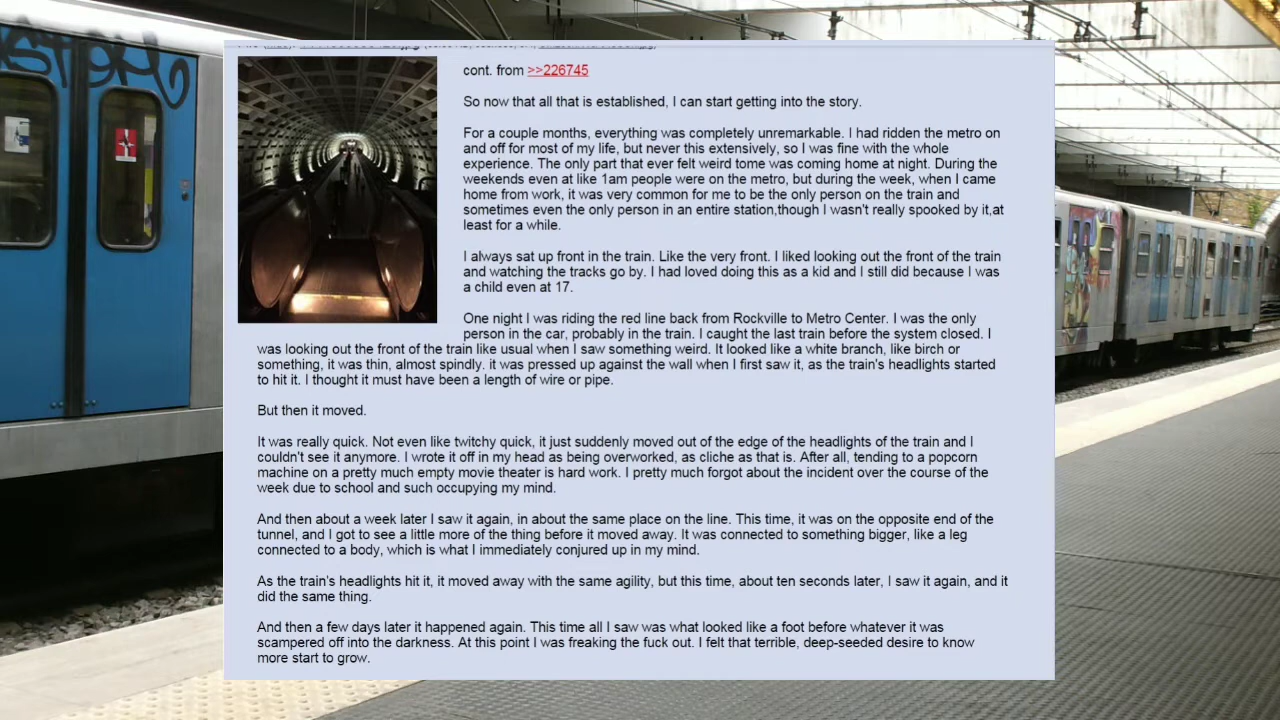 cont. from >>226745
So now that all that is established, I can start getting into the story.
For a couple months, everything was completely unremarkable. I had ridden the metro on
and off for most of my life, but never this extensively, so I was fine with the whole
experience. The only part that ever felt weird tome was coming home at night. During the
weekends even at like 1am people were on the metro, but during the week, when I came
home from work, it was very common for me to be the only person on the train and
sometimes even the only person in an entire station,though I wasn't really spooked by it,at
least for a while.
I always sat up front in the train. Like the very front. I liked looking out the front of the train
and watching the tracks go by. I had loved doing this as a kid and I still did because I was
a child even at 17.
One night I was riding the red line back from Rockville to Metro Center. I was the only
person in the car, probably in the train. I caught the last train before the system closed. I
was looking out the front of the train like usual when I saw something weird. It looked like a white branch, like birch or
something, it was thin, almost spindly. it was pressed up against the wall when I first saw it, as the train's headlights started
to hit it. I thought it must have been a length of wire or pipe.
But then it moved.
It was really quick. Not even like twitchy quick, it just suddenly moved out of the edge of the headlights of the train and I
couldn't see it anymore. I wrote it off in my head as being overworked, as cliche as that is. After all, tending to a popcorn
machine on a pretty much empty movie theater is hard work. I pretty much forgot about the incident over the course of the
week due to school and such occupying my mind.
And then about a week later I saw it again, in about the same place on the line. This time, it was on the opposite end of the
tunnel, and I got to see a little more of the thing before it moved away. It was connected to something bigger, like a leg
connected to a body, which is what I immediately conjured up in my mind.
As the train's headlights hit it, it moved away with the same agility, but this time, about ten seconds later, I saw it again, and it
did the same thing.
And then a few days later it happened again. This time all I saw was what looked like a foot before whatever it was
scampered off into the darkness. At this point I was freaking the fuck out. I felt that terrible, deep-seeded desire to know
more start to grow.